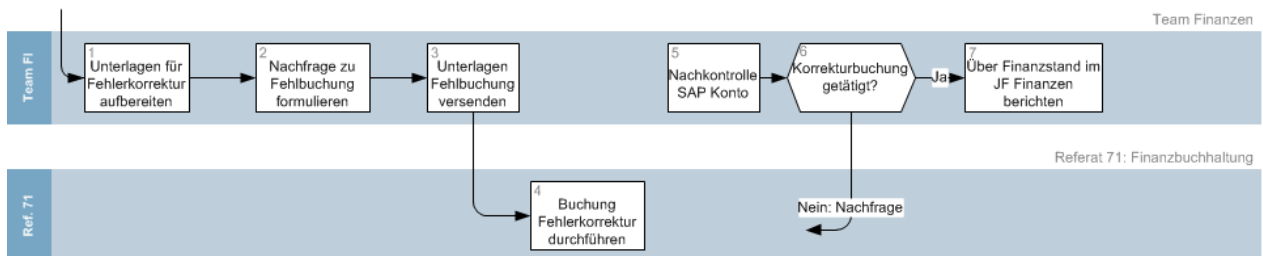 Team Finanzen
Team FI
1
Unterlagen für
Fehlerkorrektur
aufbereiten
2
Nachfrage zu
Fehlbuchung
formulieren
3
Unterlagen
Fehlbuchung
versenden
5
Nachkontrolle
SAP Konto
6
Korrekturbuchung
getätigt?
Ja
7
Über Finanzstand im
JF Finanzen
berichten
Referat 71: Finanzbuchhaltung
Ref. 71
4
Buchung
Fehlerkorrektur
durchführen
Nein: Nachfrage